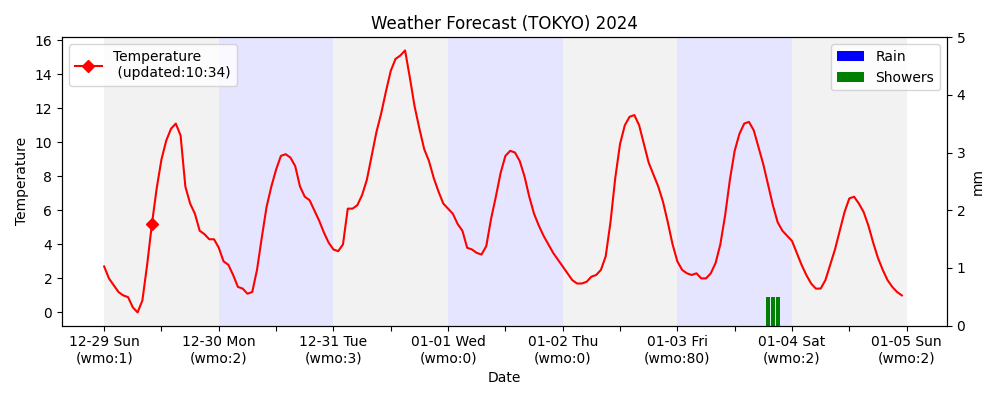 Weather Forecast (TOKYO) 2024
Temperature
(updated:10:34)
Rain
Showers
16
14
12
10
8
6
4
2
0
Temperature
5
4
3
2
1
0
mm
12-29 Sun
(wmo:1)
12-30 Mon
(wmo:2)
12-31 Tue
(wmo:3)
01-01 Wed
(wmo:0)
01-02 Thu
(wmo:0)
01-03 Fri
(wmo:80)
01-04 Sat
(wmo:2)
01-05 Sun
(wmo:2)
Date